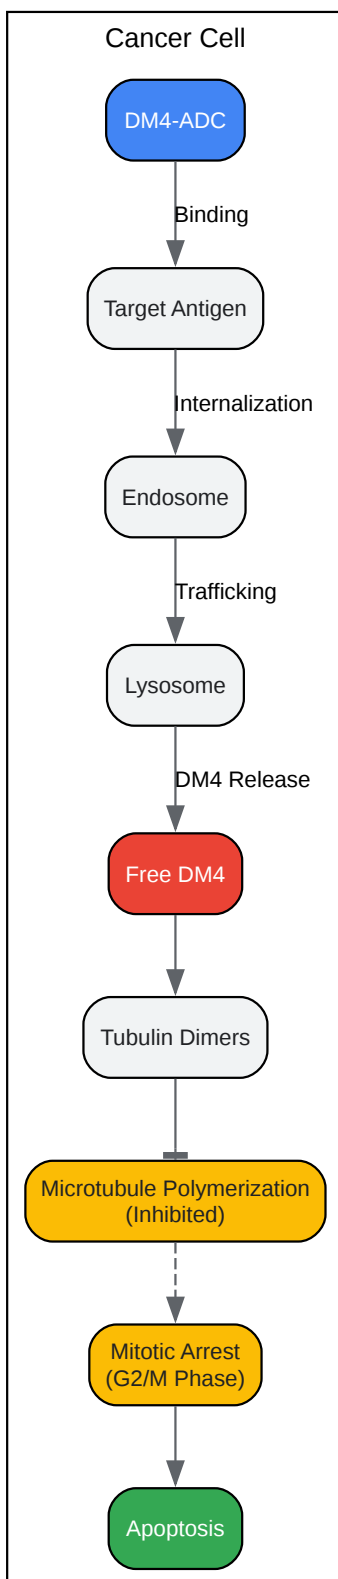 Cancer Cell
DM4-ADC
Binding
Target Antigen
Internalization
Endosome
Trafficking
Lysosome
DM4 Release
Free DM4
Tubulin Dimers
Microtubule Polymerization
(Inhibited)
Mitotic Arrest
(G2/M Phase)
Apoptosis